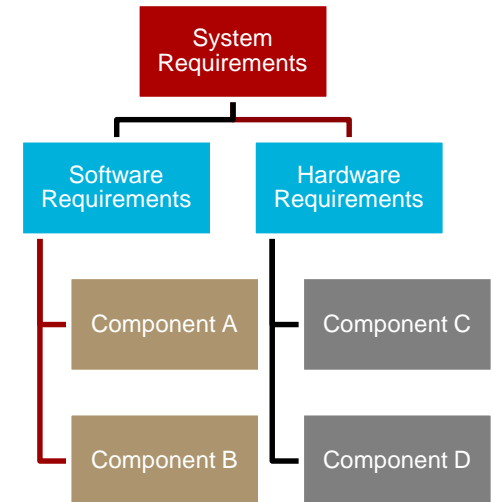 System
Requirements
Software
Requirements
Hardware
Requirements
Component A
Component C
Component B
Component D